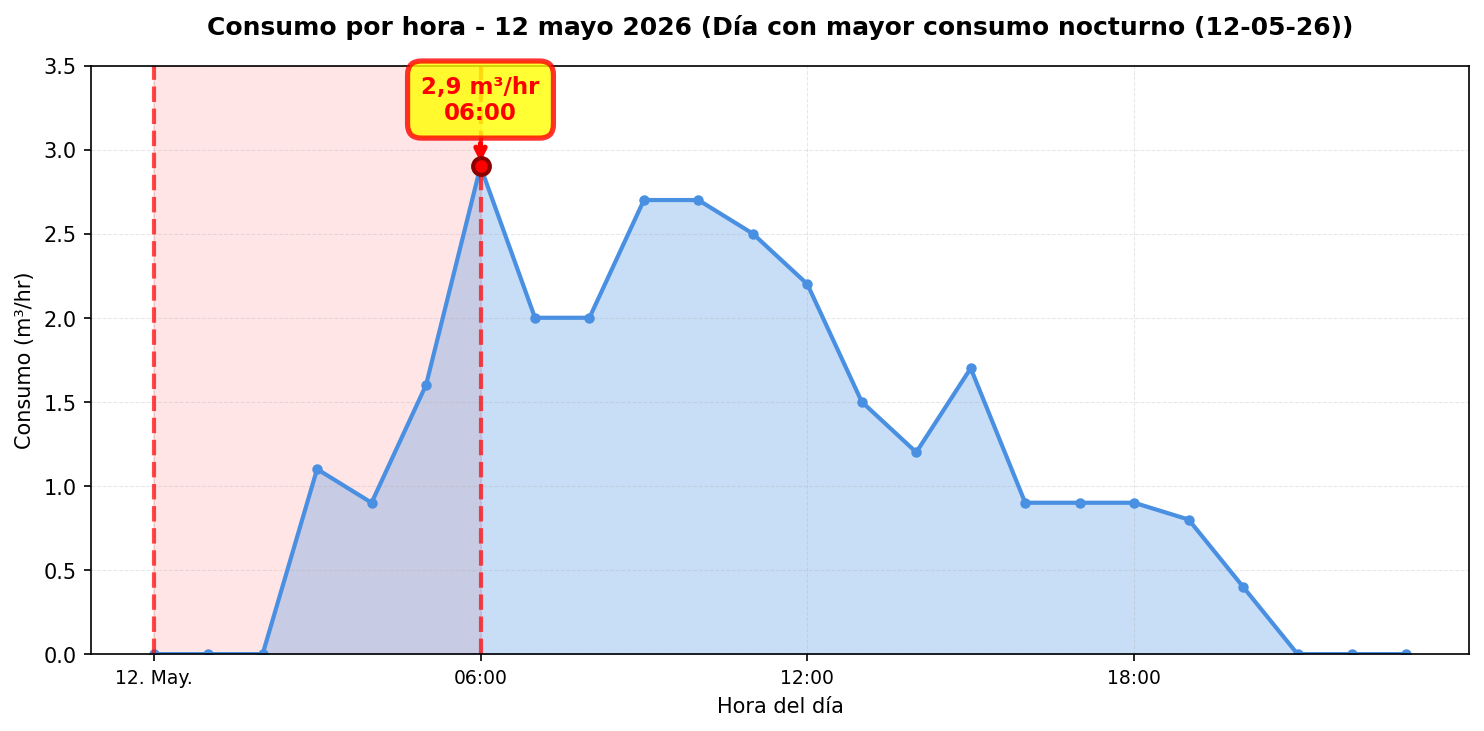 Consumo por hora - 12 mayo 2026 (Día con mayor consumo nocturno (12-05-26))
2,9 m³/hr
06:00
3.5
3.0
2.5
2.0
1.5
1.0
0.5
0.0
Consumo (m³/hr)
12. May.
06:00
12:00
18:00
Hora del día